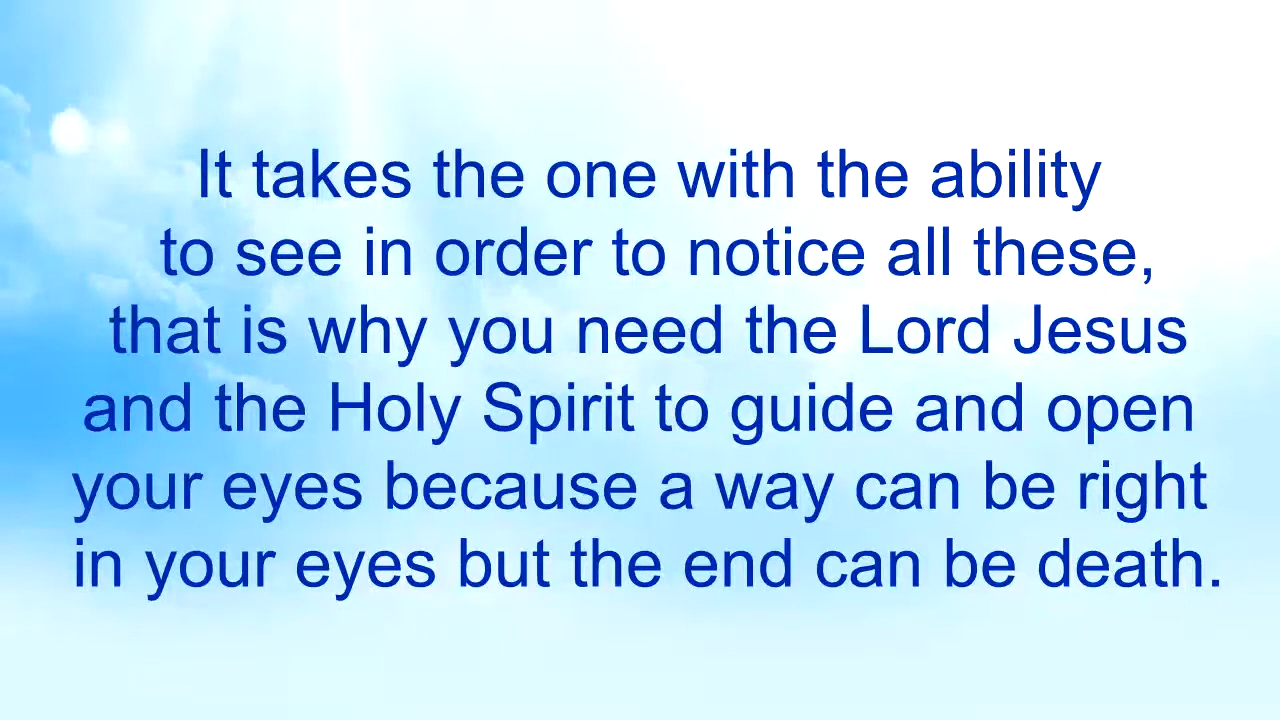 It takes the one with the ability
to see in order to notice all these,
that is why you need the Lord Jesus
and the Holy Spirit to guide and open
your eyes because a way can be right
in your eyes but the end can be death.